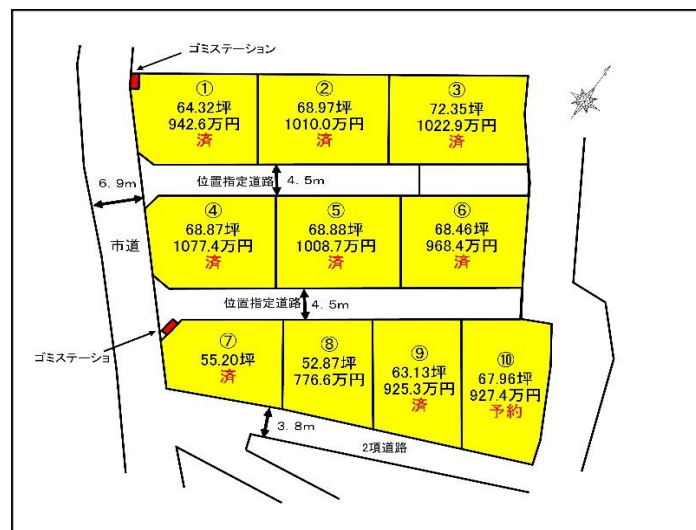 ゴミステーション
①
64.32坪
942.6万円
済
②
68.97坪
1010.0万円
済
③
72.35坪
1022.9万円
済
6.9m
位置指定道路
4.5m
市道
④
68.87坪
1077.4万円
済
⑤
68.88坪
1008.7万円
済
⑥
68.46坪
968.4万円
済
位置指定道路
4.5m
ゴミステーショ
⑦
55.20坪
済
⑧
52.87坪
776.6万円
⑨
63.13坪
925.3万円
済
⑩
67.96坪
927.4万円
予約
3.8m
2項道路